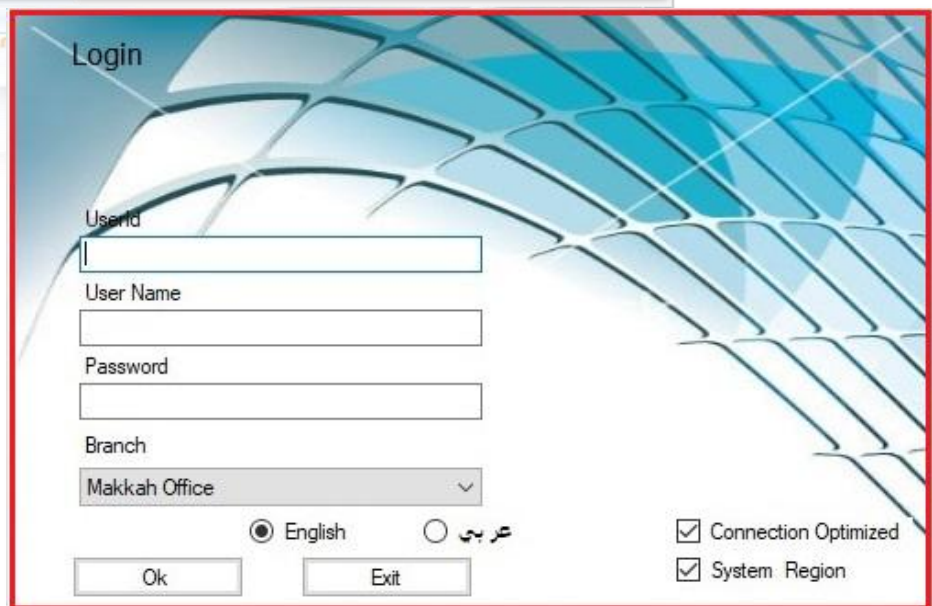 Login
UserId
User Name
Password
Branch
Makkah Office
English عربي
Connection Optimized
Ok Exit
System Region